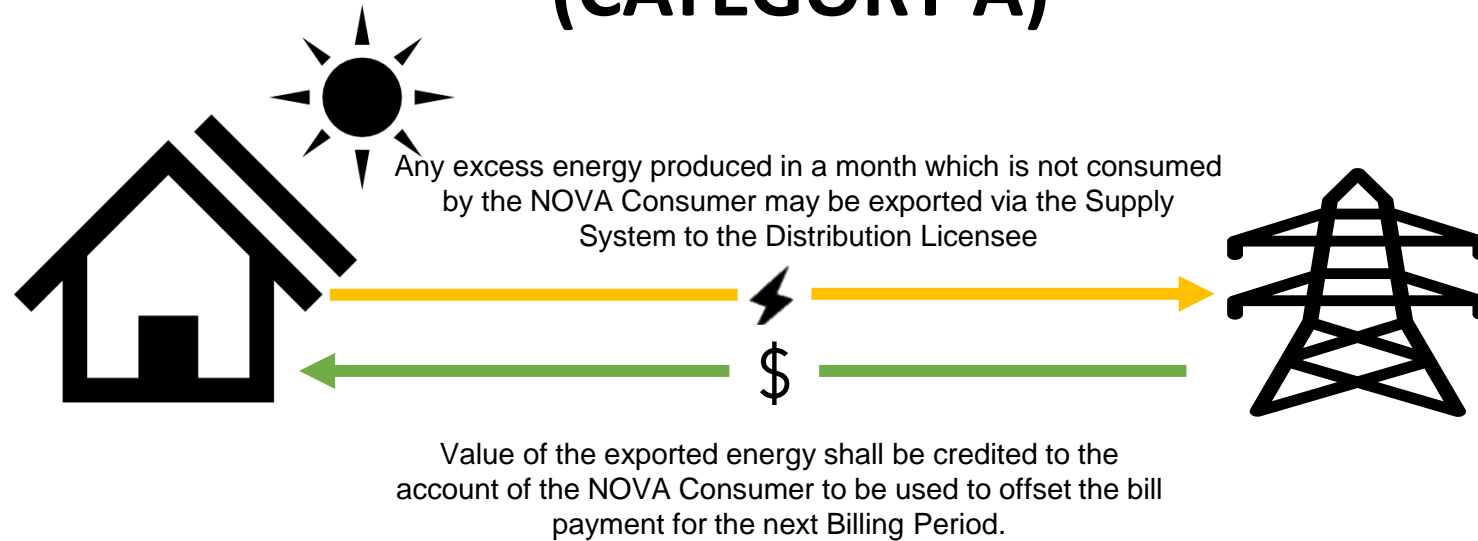 (CATEGORY A)
Any excess energy produced in a month which is not consumed
by the NOVA Consumer may be exported via the Supply
System to the Distribution Licensee
$
Value of the exported energy shall be credited to the
account of the NOVA Consumer to be used to offset the bill
payment for the next Billing Period.